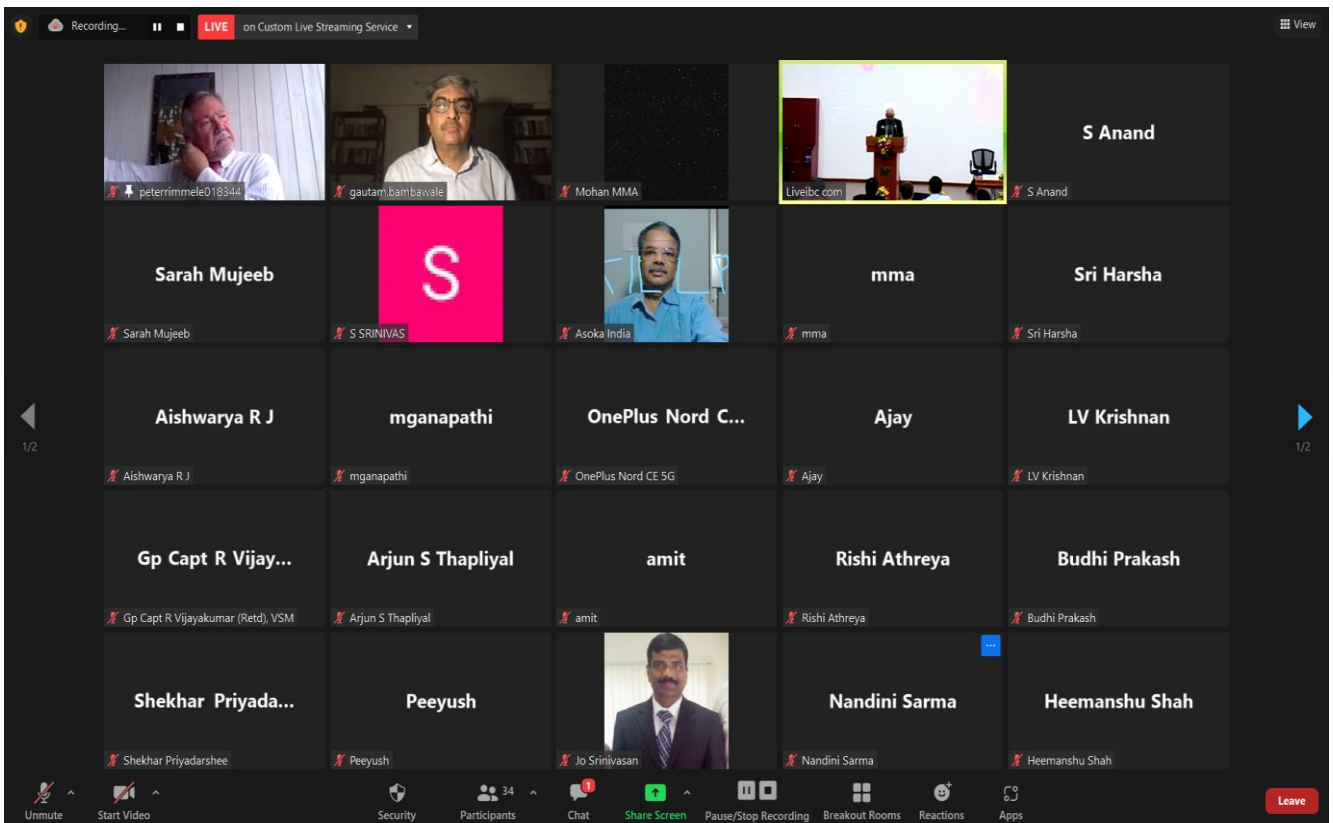 Recording...
LIVE
on Custom Live Streaming Service
View
peterrimmele018344
gautam.bambawale
Mohan MMA
Liveibc com
S Anand
S Anand
Sarah Mujeeb
Sarah Mujeeb
S
S SRINIVAS
Asoka India
mma
mma
Sri Harsha
Sri Harsha
1/2
Aishwarya R J
Aishwarya R J
mganapathi
mganapathi
OnePlus Nord C...
OnePlus Nord CE 5G
Ajay
Ajay
LV Krishnan
LV Krishnan
1/2
Gp Capt R Vijay...
Gp Capt R Vijayakumar (Retd), VSM
Arjun S Thapliyal
Arjun S Thapliyal
amit
amit
Rishi Athreya
Rishi Athreya
Budhi Prakash
Budhi Prakash
Shekhar Priyada...
Shekhar Priyadarshee
Peeyush
Peeyush
Jo Srinivasan
...
Nandini Sarma
Nandini Sarma
Heemanshu Shah
Heemanshu Shah
Unmute
Start Video
Security
34
Participants
1
Chat
Share Screen
Pause/Stop Recording
Breakout Rooms
Reactions
Apps
Leave